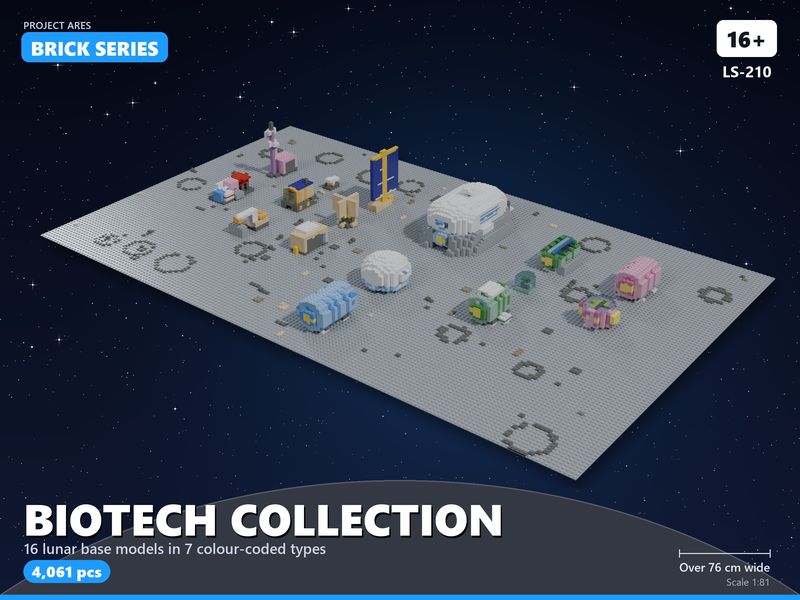 PROJECT ARES
BRICK SERIES
16+
LS-210
BIOTECH COLLECTION
16 lunar base models in 7 colour-coded types
4,061 pcs
Over 76 cm wide
Scale 1:81